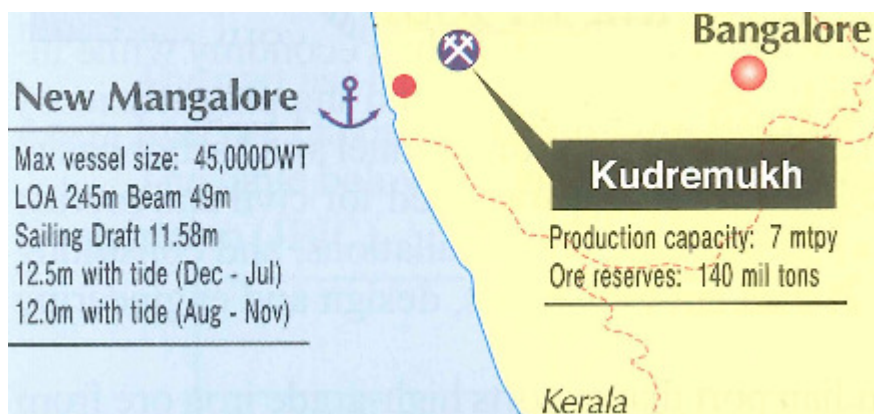 Bangalore
New Mangalore
Max vessel size: 45,000DWT
LOA 245m Beam 49m
Sailing Draft 11.58m
12.5m with tide (Dec - Jul)
12.0m with tide (Aug - Nov)
Kudremukh
Production capacity: 7 mtpy
Ore reserves: 140 mil tons
Kerala